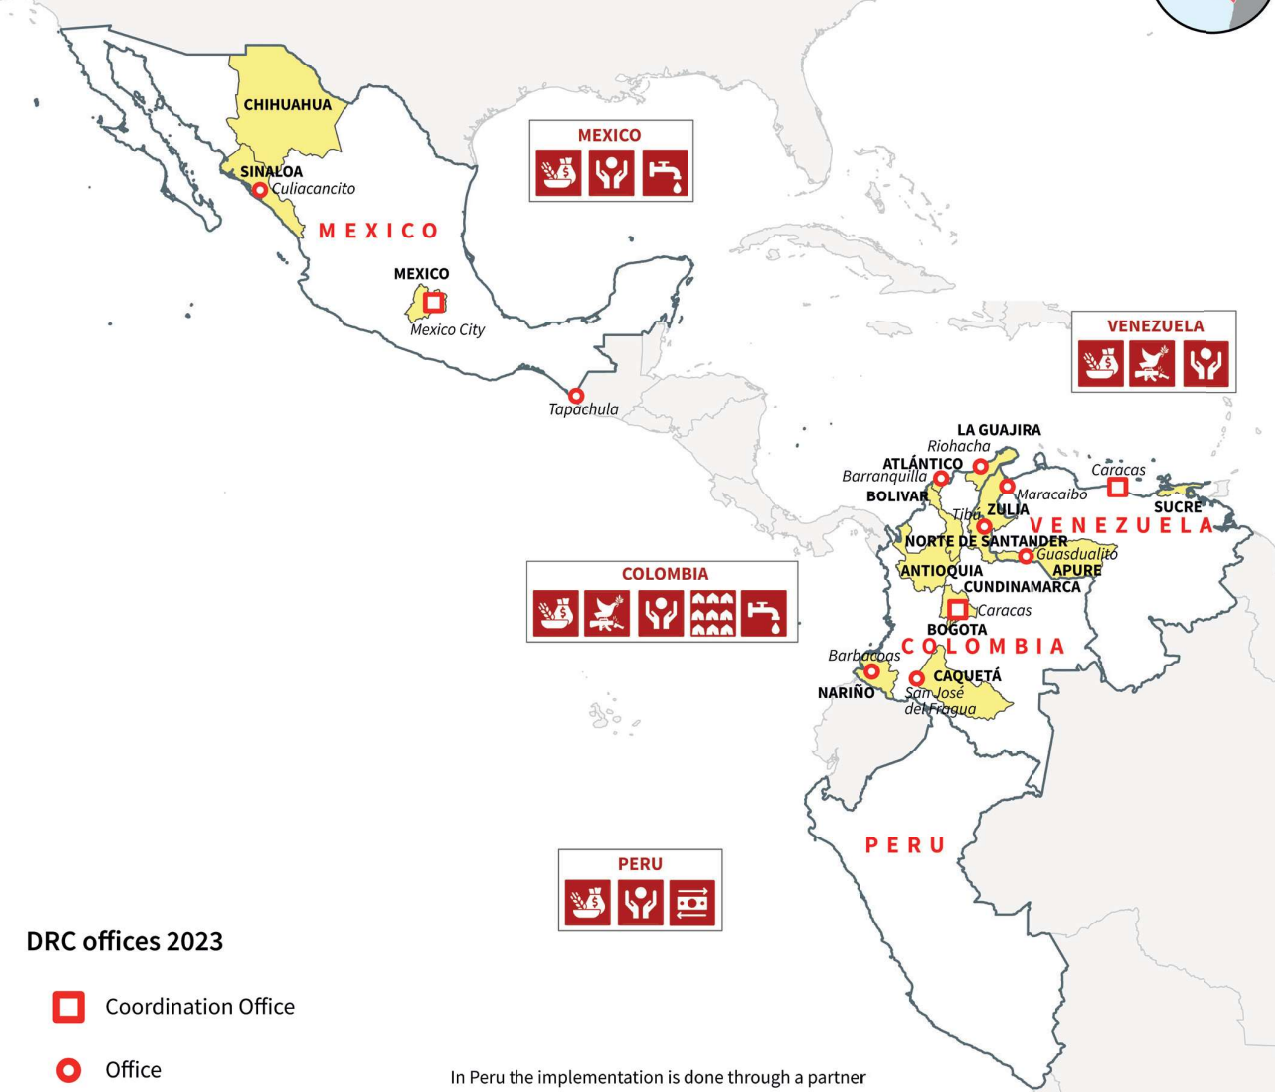 CHIHUAHUA
SINALOA
Culiacancito
MEXICO
MEXICO
Mexico City
Tapachula
MEXICO
VENEZUELA
LA GUAJIRA
Riohacha
ATLÁNTICO
Barranquilla
BOLIVAR
Caracas
Maracaibo
SUCRE
ZULIA
Tibú
VENEZUELA
NORTE DE SANTANDER
Guasdualito
APURE
ANTIOQUIA
CUNDINAMARCA
Caracas
BOGOTA
COLOMBIA
COLOMBIA
Barbacoas
CAQUETÁ
NARIÑO
San José
del Fragua
PERU
PERU
DRC offices 2023
Coordination Office
Office
In Peru the implementation is done through a partner